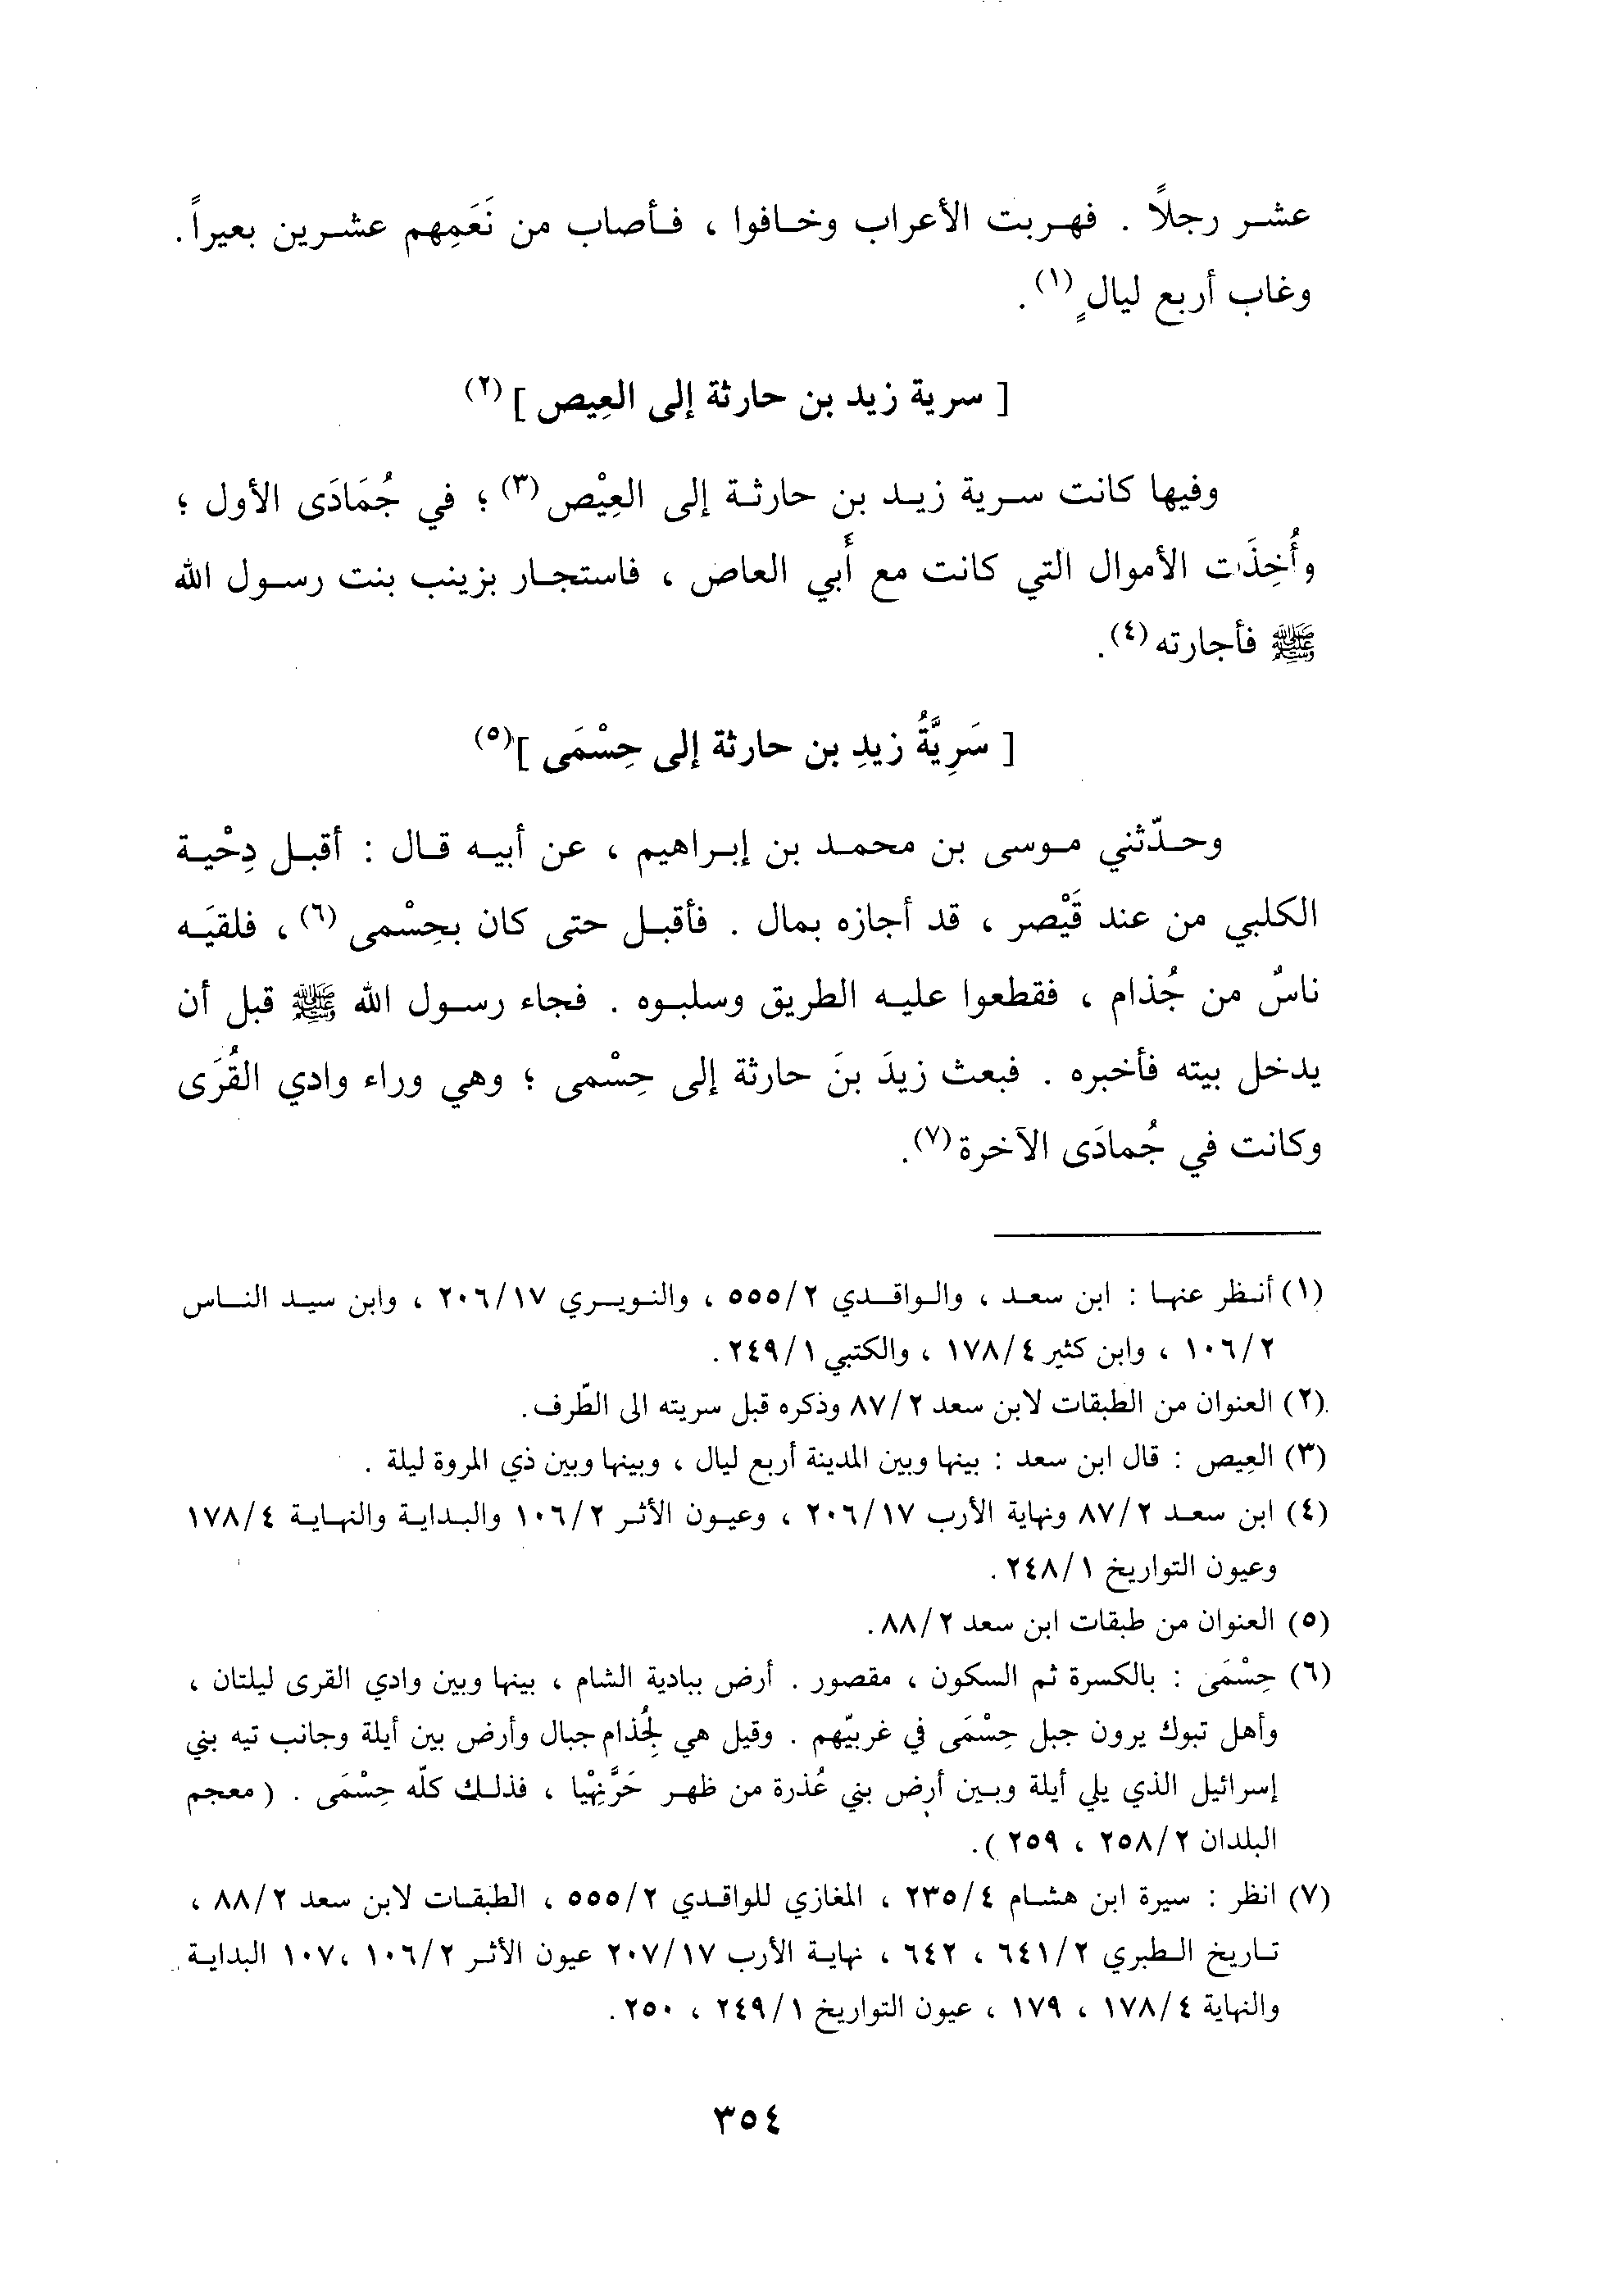 عشر رجلاً . فهربت الأعراب وخافوا ، فأصاب من نَعَمِهم عشرين بعيراً .
وغاب أربع ليالٍ (١) .
[ سرية زيد بن حارثة إلى العِيص ] (٢)
وفيها كانت سرية زيد بن حارثة إلى العِيْص (٣) ؛ في جُمَادَى الأول ؛
وأُخِذَت الأموال التي كانت مع أَبي العاص ، فاستجار بزينب بنت رسول الله
ﷺ فأجارته (٤) .
[ سَرِيَّةُ زيدِ بن حارثة إلى حِسْمَى ] (٥)
وحدّثني موسى بن محمد بن إبراهيم ، عن أبيه قال : أقبل دِحْية
الكلبي من عند قَيْصر ، قد أجازه بمال . فأقبل حتى كان بحِسْمى (٦) ، فلقيَه
ناسٌ من جُذام ، فقطعوا عليه الطريق وسلبوه . فجاء رسول الله ﷺ قبل أن
يدخل بيته فأخبره . فبعث زيدَ بنَ حارثة إلى حِسْمى ؛ وهي وراء وادي القُرَى
وكانت في جُمادَى الآخرة (٧) .
(١) أنظر عنها : ابن سعد ، والواقدي ٥٥٥/٢ ، والنويري ٢٠٦/١٧ ، وابن سيد الناس
١٠٦/٢ ، وابن كثير ١٧٨/٤ ، والكتبي ٢٤٩/١ .
(٢) العنوان من الطبقات لابن سعد ٨٧/٢ وذكره قبل سريته الى الطّرف .
(٣) العِيص : قال ابن سعد : بينها وبين المدينة أربع ليال ، وبينها وبين ذي المروة ليلة .
(٤) ابن سعد ٨٧/٢ ونهاية الأرب ٢٠٦/١٧ ، وعيون الأثر ١٠٦/٢ والبداية والنهاية ١٧٨/٤
وعيون التواريخ ٢٤٨/١ .
(٥) العنوان من طبقات ابن سعد ٨٨/٢ .
(٦) حِسْمَى : بالكسرة ثم السكون ، مقصور . أرض ببادية الشام ، بينها وبين وادي القرى ليلتان ،
وأهل تبوك يرون جبل حِسْمَى في غربيّهم . وقيل هي لجُذام جبال وأرض بين أيلة وجانب تيه بني
إسرائيل الذي يلي أيلة وبين أرض بني عُذرة من ظهر حَرَّنِهْيا ، فذلك كلّه حِسْمَى . ( معجم
البلدان ٢٥٨/٢ ، ٢٥٩ ) .
(٧) انظر : سيرة ابن هشام ٢٣٥/٤ ، المغازي للواقدي ٥٥٥/٢ ، الطبقات لابن سعد ٨٨/٢ ،
تاريخ الطبري ٦٤١/٢ ، ٦٤٢ ، نهاية الأرب ٢٠٧/١٧ عيون الأثر ١٠٦/٢ ،١٠٧ البداية
والنهاية ١٧٨/٤ ، ١٧٩ ، عيون التواريخ ٢٤٩/١ ، ٢٥٠ .
٣٥٤